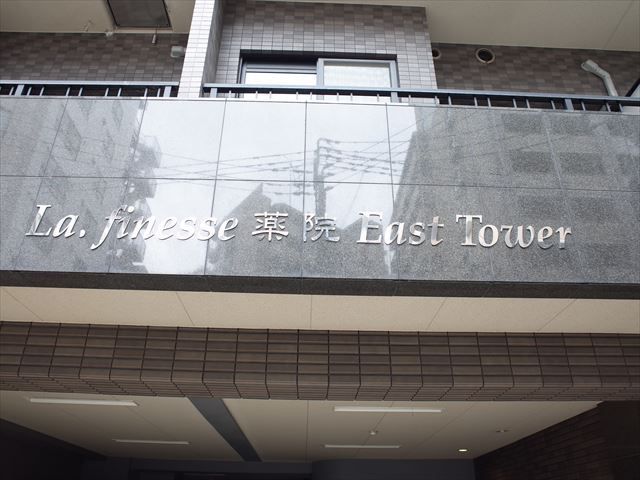 La. finesse 薬院 East Tower